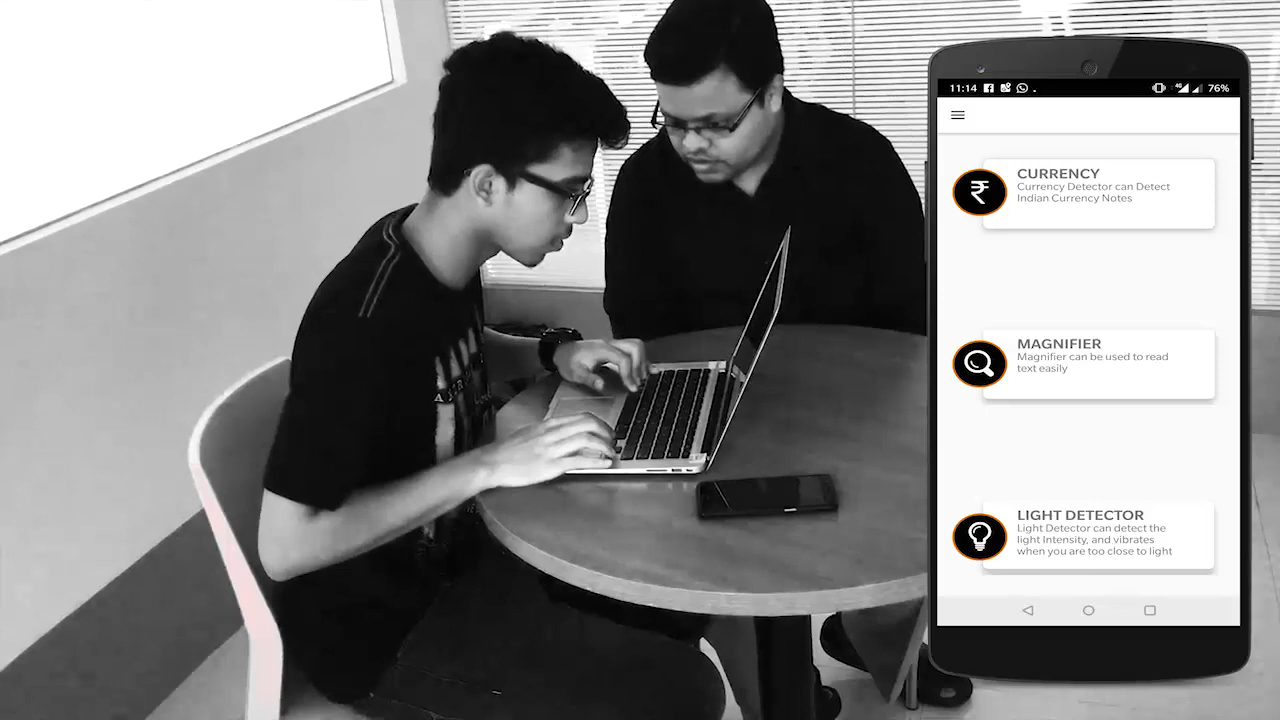 11:14
76%
CURRENCY
Currency Detector can Detect
Indian Currency Notes
MAGNIFIER
Magnifier can be used to read
text easily
LIGHT DETECTOR
Light Detector can detect the
light Intensity, and vibrates
when you are too close to light